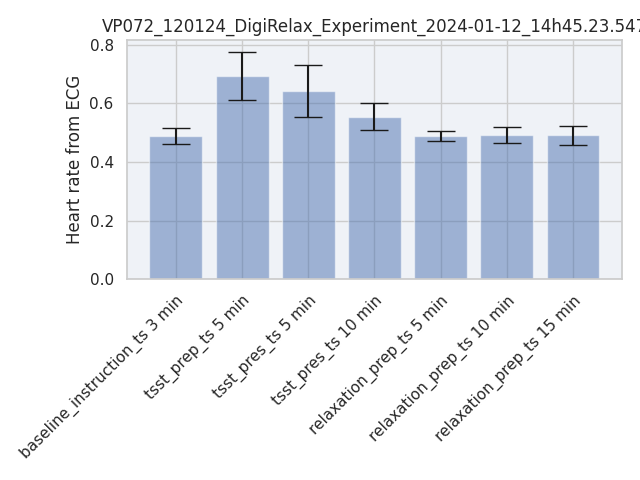 VP072_120124_DigiRelax_Experiment_2024-01-12_14h45.23.547
Heart rate from ECG
0.8
0.6
0.4
0.2
0.0
baseline_instruction_ts 3 min
tsst_prep_ts 5 min
tsst_pres_ts 5 min
tsst_pres_ts 10 min
relaxation_prep_ts 5 min
relaxation_prep_ts 10 min
relaxation_prep_ts 15 min